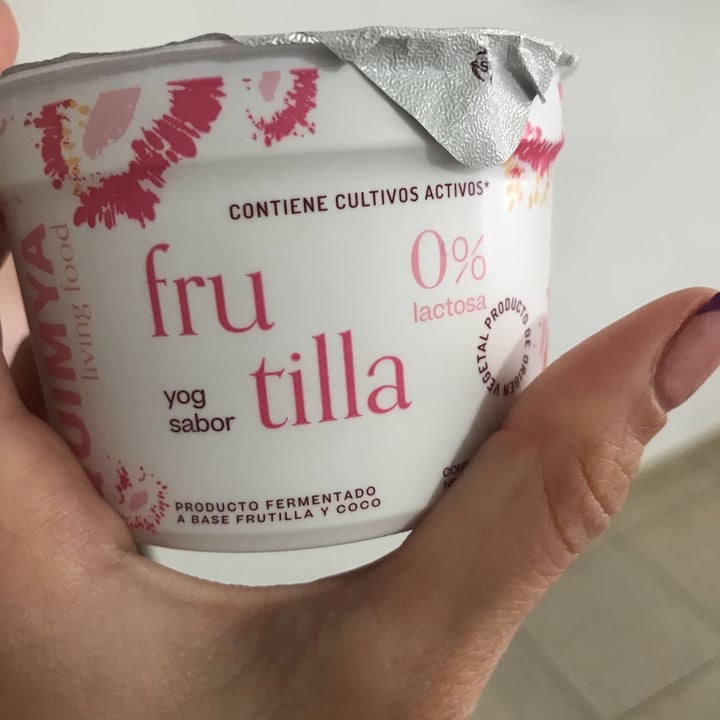 CONTIENE CULTIVOS ACTIVOS*
0%
lactosa
fru
tilla
yog
sabor
PRODUCTO DE ORIGEN VEGETAL
PRODUCTO FERMENTADO
A BASE FRUTILLA Y COCO
living food